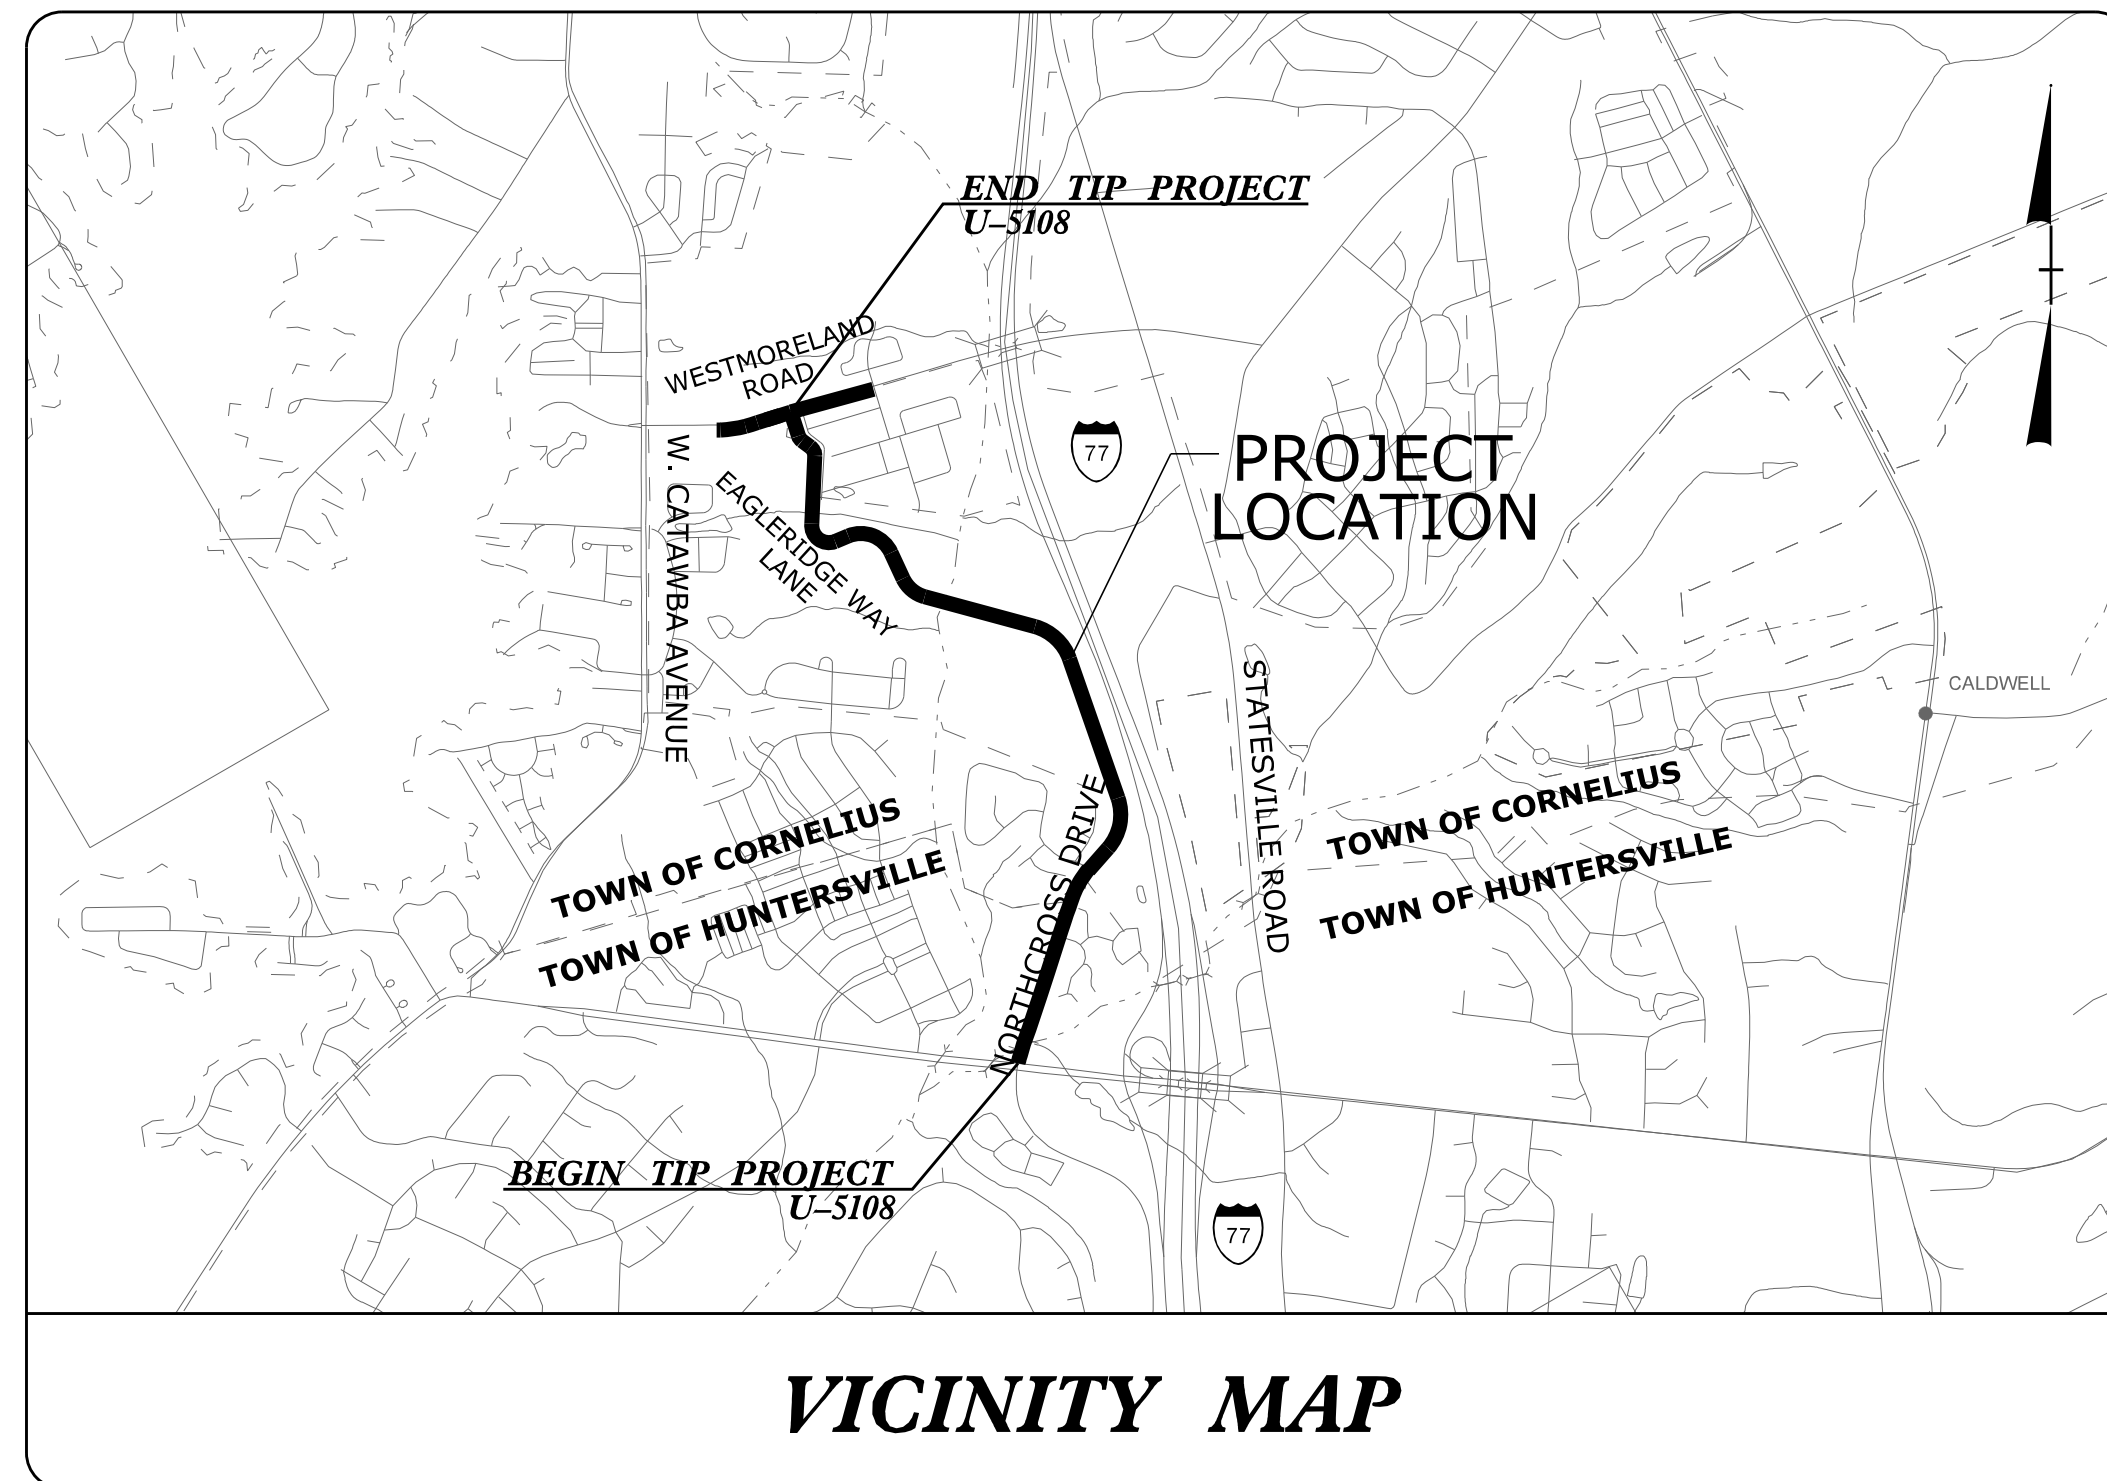 END TIP PROJECT
U–5108
WESTMORELAND
ROAD
W. CATAWBA AVENUE
EAGLERIDGE WAY
LANE
77
PROJECT
LOCATION
STATESVILLE ROAD
CALDWELL
NORTHCROSS DRIVE
TOWN OF CORNELIUS
TOWN OF HUNTERSVILLE
TOWN OF CORNELIUS
TOWN OF HUNTERSVILLE
BEGIN TIP PROJECT
U–5108
77
VICINITY MAP